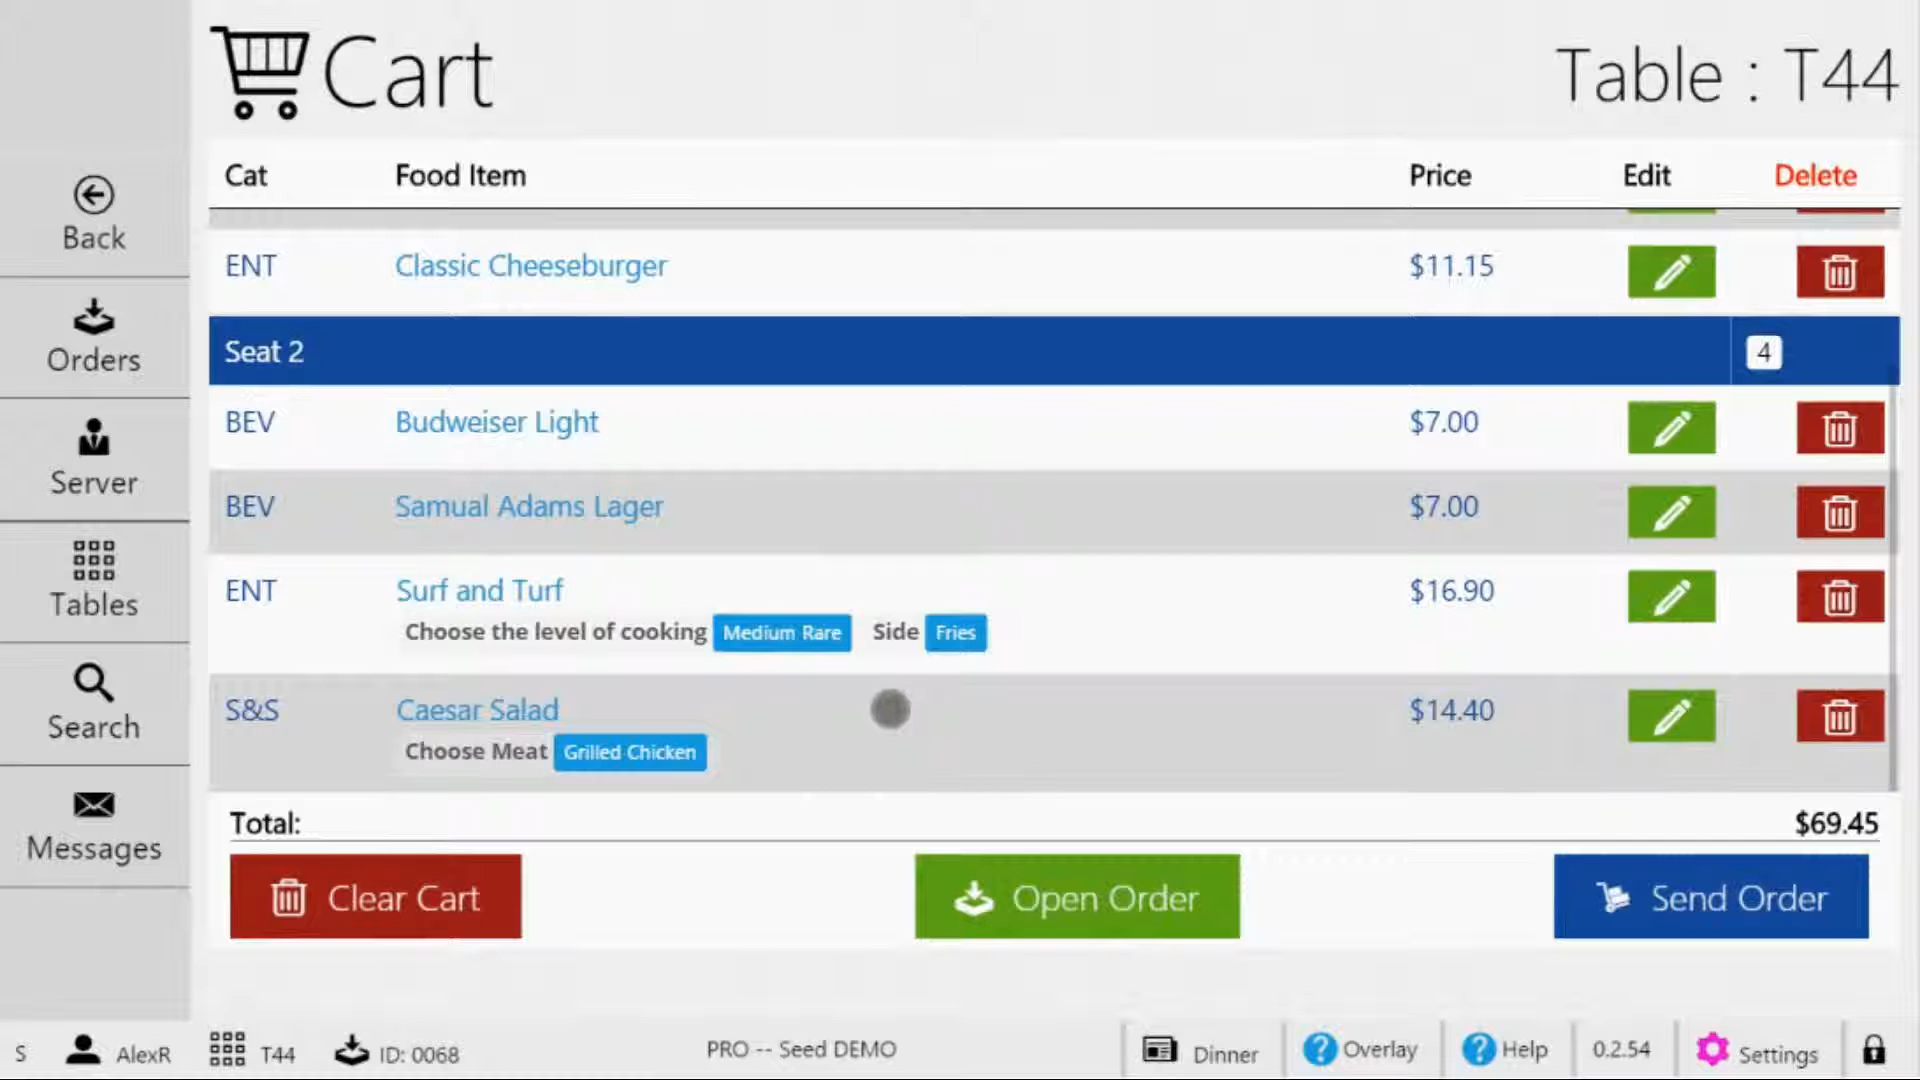 Cart
Table : T44
Cat Food Item Price Edit Delete
Back
ENT Classic Cheeseburger $11.15
Orders
Seat 2 4
BEV Budweiser Light $7.00
Server
BEV Samual Adams Lager $7.00
Tables
ENT Surf and Turf $16.90
Choose the level of cooking Medium Rare Side Fries
Search
S&S Caesar Salad $14.40
Choose Meat Grilled Chicken
Messages
Total: $69.45
Clear Cart Open Order Send Order
S AlexR T44 ID: 0068 PRO -- Seed DEMO Dinner ? Overlay ? Help 0.2.54 Settings